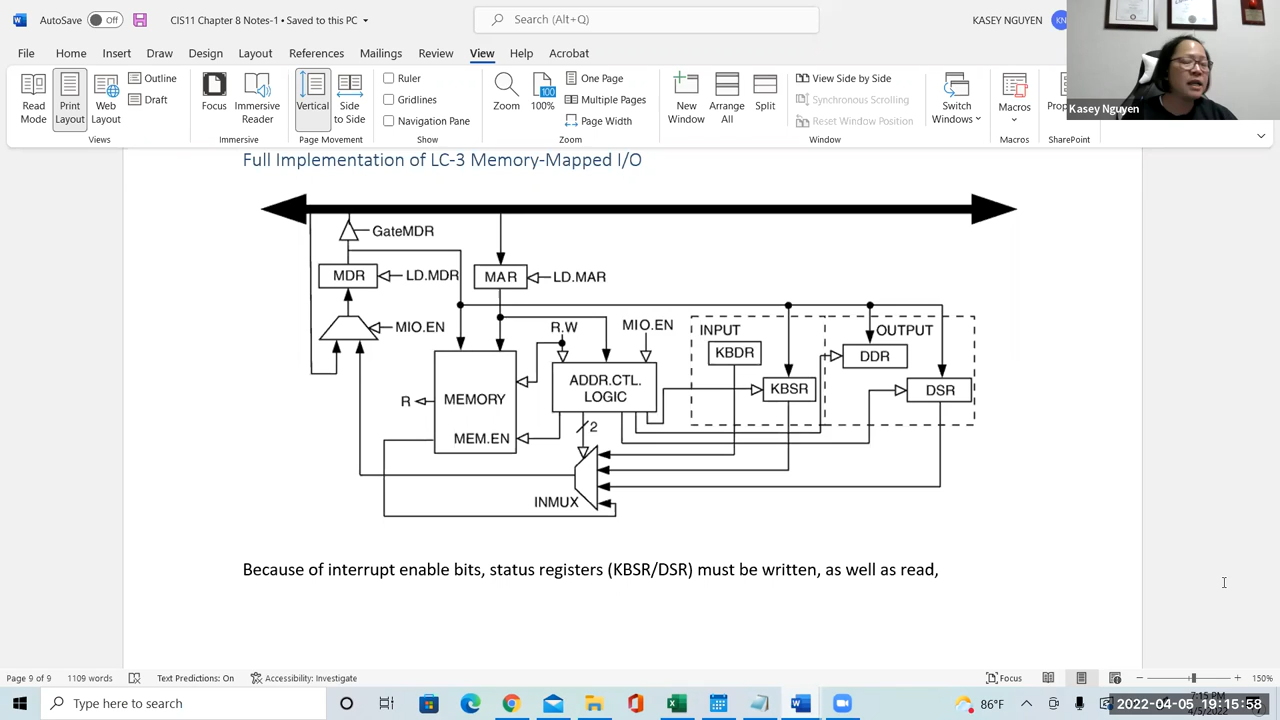 AutoSave Off CIS11 Chapter 8 Notes-1 • Saved to this PC Search (Alt+Q) KASEY NGUYEN KN
File Home Insert Draw Design Layout References Mailings Review View Help Acrobat
Read Mode
Print Layout
Web Layout
Outline
Draft
Views
Focus
Immersive Reader
Immersive
Vertical
Side to Side
Page Movement
Ruler
Gridlines
Navigation Pane
Show
Zoom
100
100%
One Page
Multiple Pages
Page Width
Zoom
New Window
Arrange All
Split
View Side by Side
Synchronous Scrolling
Reset Window Position
Switch Windows
Window
Macros
Macros
SharePoint
Kasey Nguyen
Full Implementation of LC-3 Memory-Mapped I/O
GateMDR
MDR
LD.MDR
MAR
LD.MAR
MIO.EN
R.W
MIO.EN
INPUT
OUTPUT
KBDR
DDR
KBSR
DSR
MEMORY
R
MEM.EN
ADDR.CTL.
LOGIC
2
INMUX
Because of interrupt enable bits, status registers (KBSR/DSR) must be written, as well as read,
Page 9 of 9 1109 words Text Predictions: On Accessibility: Investigate Focus 150%
Type here to search
86°F
7:15 PM
4/5/2022
2022-04-05 19:15:58